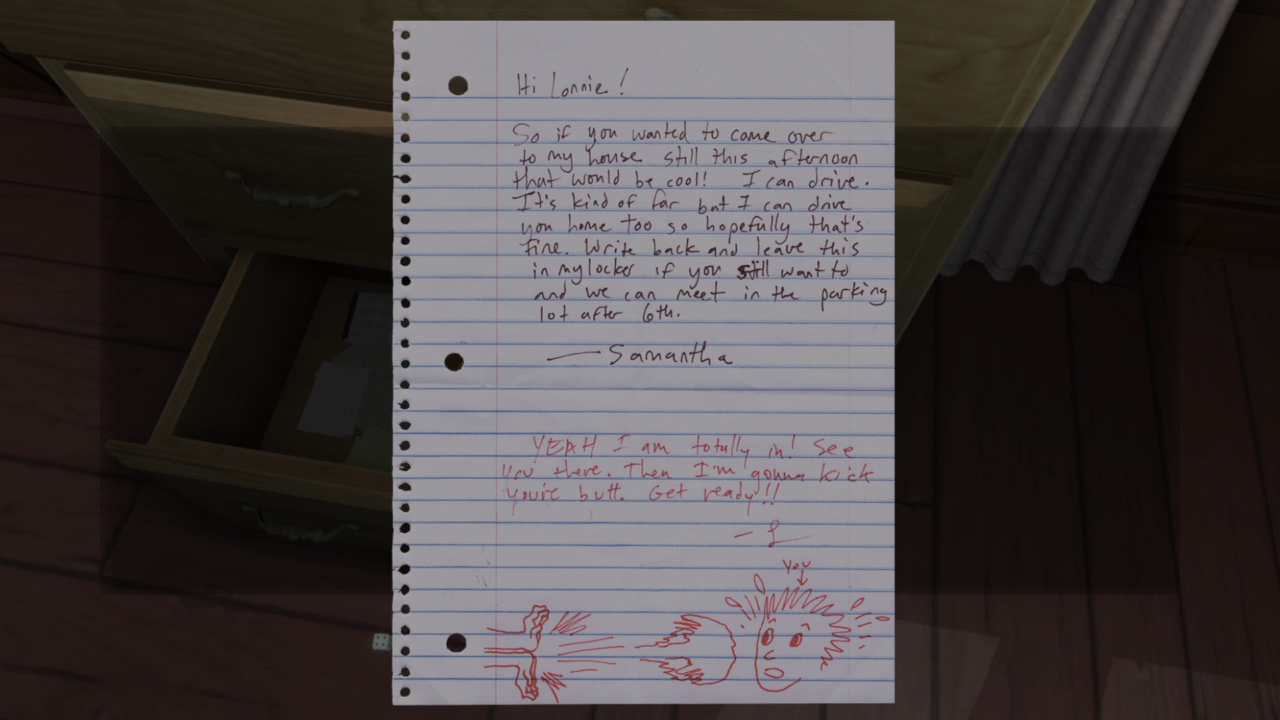 Hi Lonnie!
So if you wanted to come over
to my house still this afternoon
that would be cool! I can drive.
It's kind of far but I can drive
you home too so hopefully that's
fine. Write back and leave this
in my locker if you still want to
and we can meet in the parking
lot after 6th.
— Samantha
YEAH I am totally in! See
you there. Then I'm gonna kick
you're butt. Get ready!!
- L
You